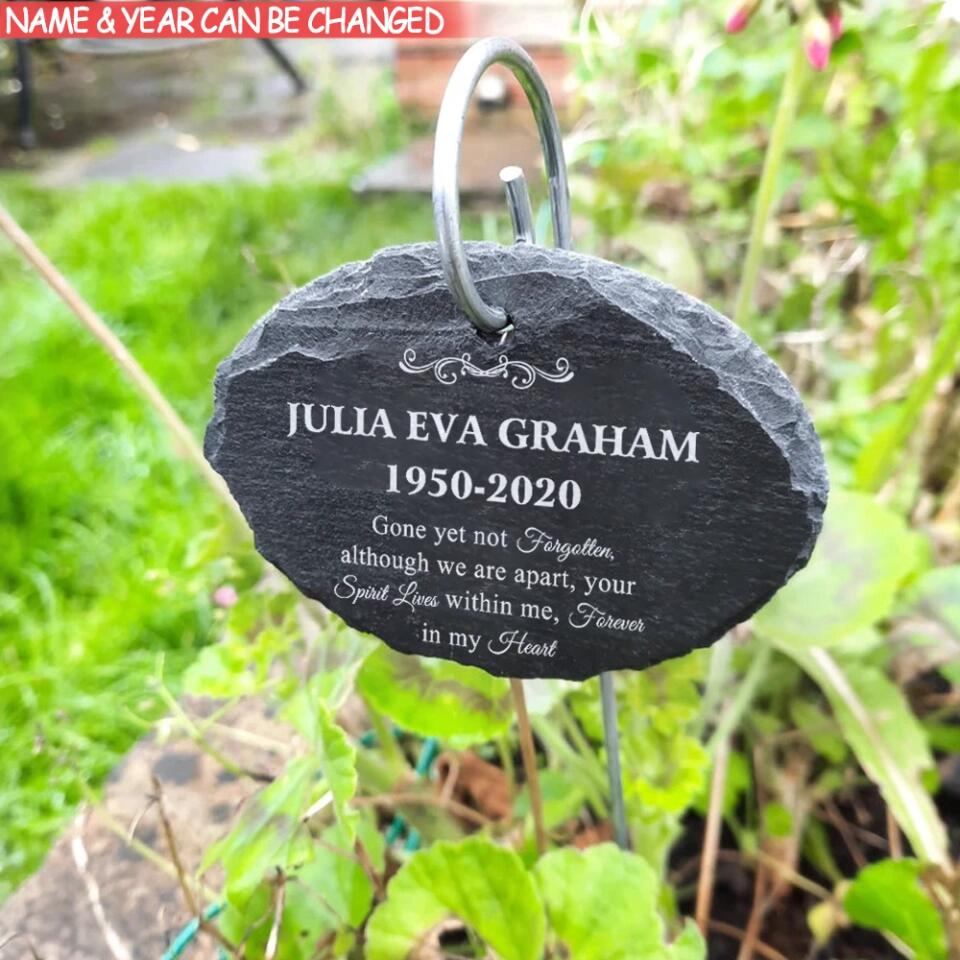 NAME & YEAR CAN BE CHANGED
JULIA EVA GRAHAM
1950-2020
Gone yet not Forgotten,
although we are apart, your
Spirit Lives within me, Forever
in my Heart